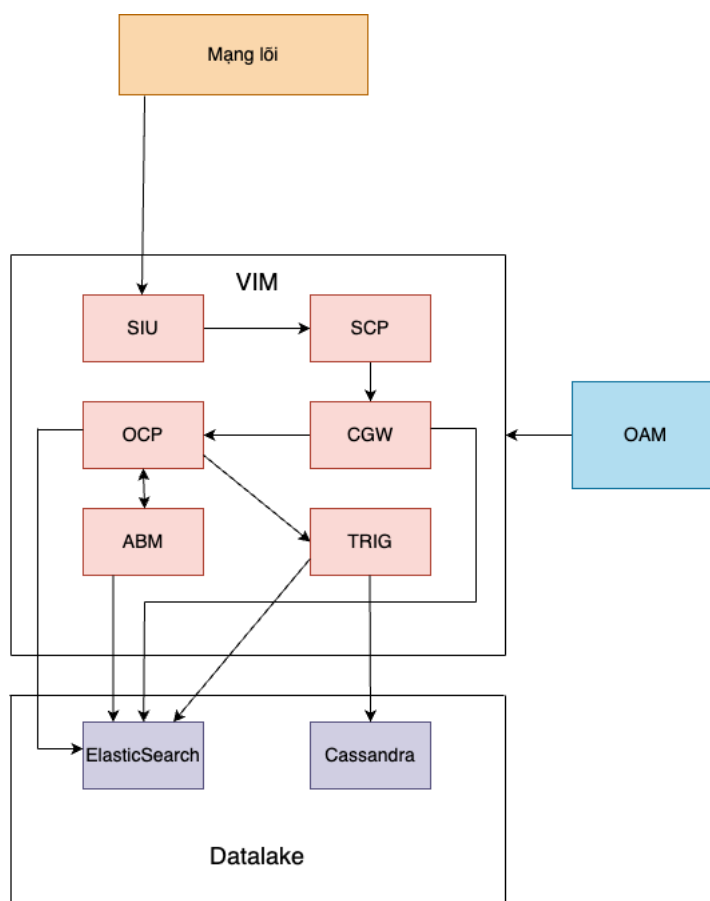 Mạng lõi
VIM
SIU
SCP
OCP
CGW
OAM
ABM
TRIG
ElasticSearch
Cassandra
Datalake